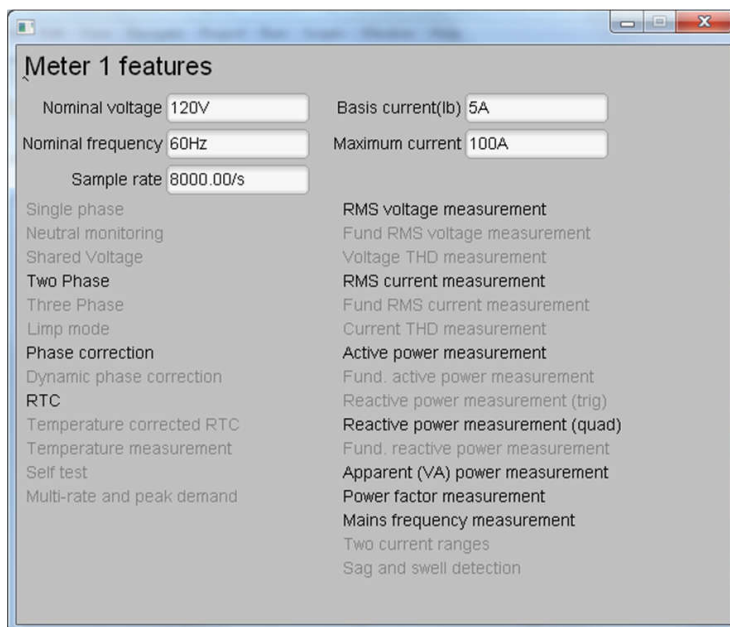 Meter 1 features
Nominal voltage 120V
Basis current(Ib) 5A
Nominal frequency 60Hz
Maximum current 100A
Sample rate 8000.00/s
Single phase
Neutral monitoring
Shared Voltage
Two Phase
Three Phase
Limp mode
Phase correction
Dynamic phase correction
RTC
Temperature corrected RTC
Temperature measurement
Self test
Multi-rate and peak demand
RMS voltage measurement
Fund RMS voltage measurement
Voltage THD measurement
RMS current measurement
Fund RMS current measurement
Current THD measurement
Active power measurement
Fund. active power measurement
Reactive power measurement (trig)
Reactive power measurement (quad)
Fund. reactive power measurement
Apparent (VA) power measurement
Power factor measurement
Mains frequency measurement
Two current ranges
Sag and swell detection